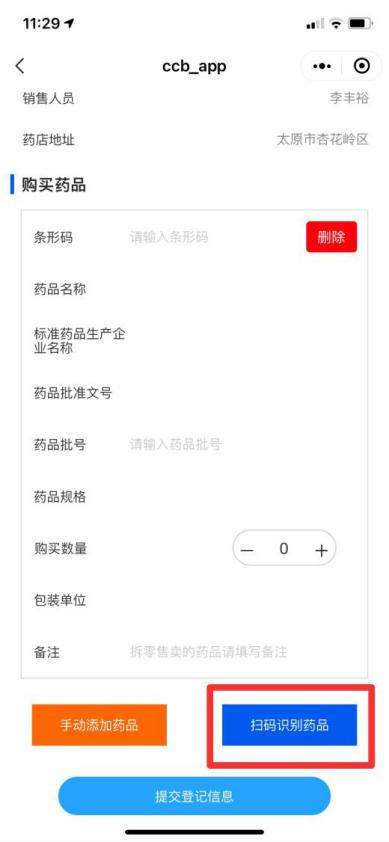 11:29
ccb_app
销售人员 李丰裕
药店地址 太原市杏花岭区
购买药品
条形码 请输入条形码 删除
药品名称
标准药品生产企
业名称
药品批准文号
药品批号 请输入药品批号
药品规格
购买数量 — 0 +
包装单位
备注 拆零售卖的药品请填写备注
手动添加药品 扫码识别药品
提交登记信息